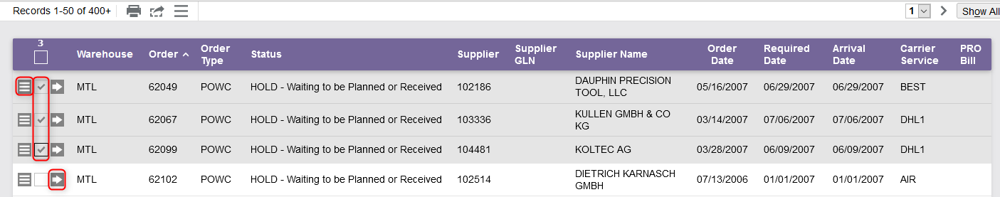 Records 1-50 of 400+ 1 Show All
3
Warehouse Order Order Type Status Supplier Supplier GLN Supplier Name Order Date Required Date Arrival Date Carrier Service PRO Bill
MTL 62049 POWC HOLD - Waiting to be Planned or Received 102186 DAUPHIN PRECISION TOOL, LLC 05/16/2007 06/29/2007 06/29/2007 BEST
MTL 62067 POWC HOLD - Waiting to be Planned or Received 103336 KULLEN GMBH & CO KG 03/14/2007 07/06/2007 07/06/2007 DHL1
MTL 62099 POWC HOLD - Waiting to be Planned or Received 104481 KOLTEC AG 03/28/2007 06/09/2007 06/09/2007 DHL1
MTL 62102 POWC HOLD - Waiting to be Planned or Received 102514 DIETRICH KARNASCH GMBH 07/13/2006 01/01/2007 01/01/2007 AIR